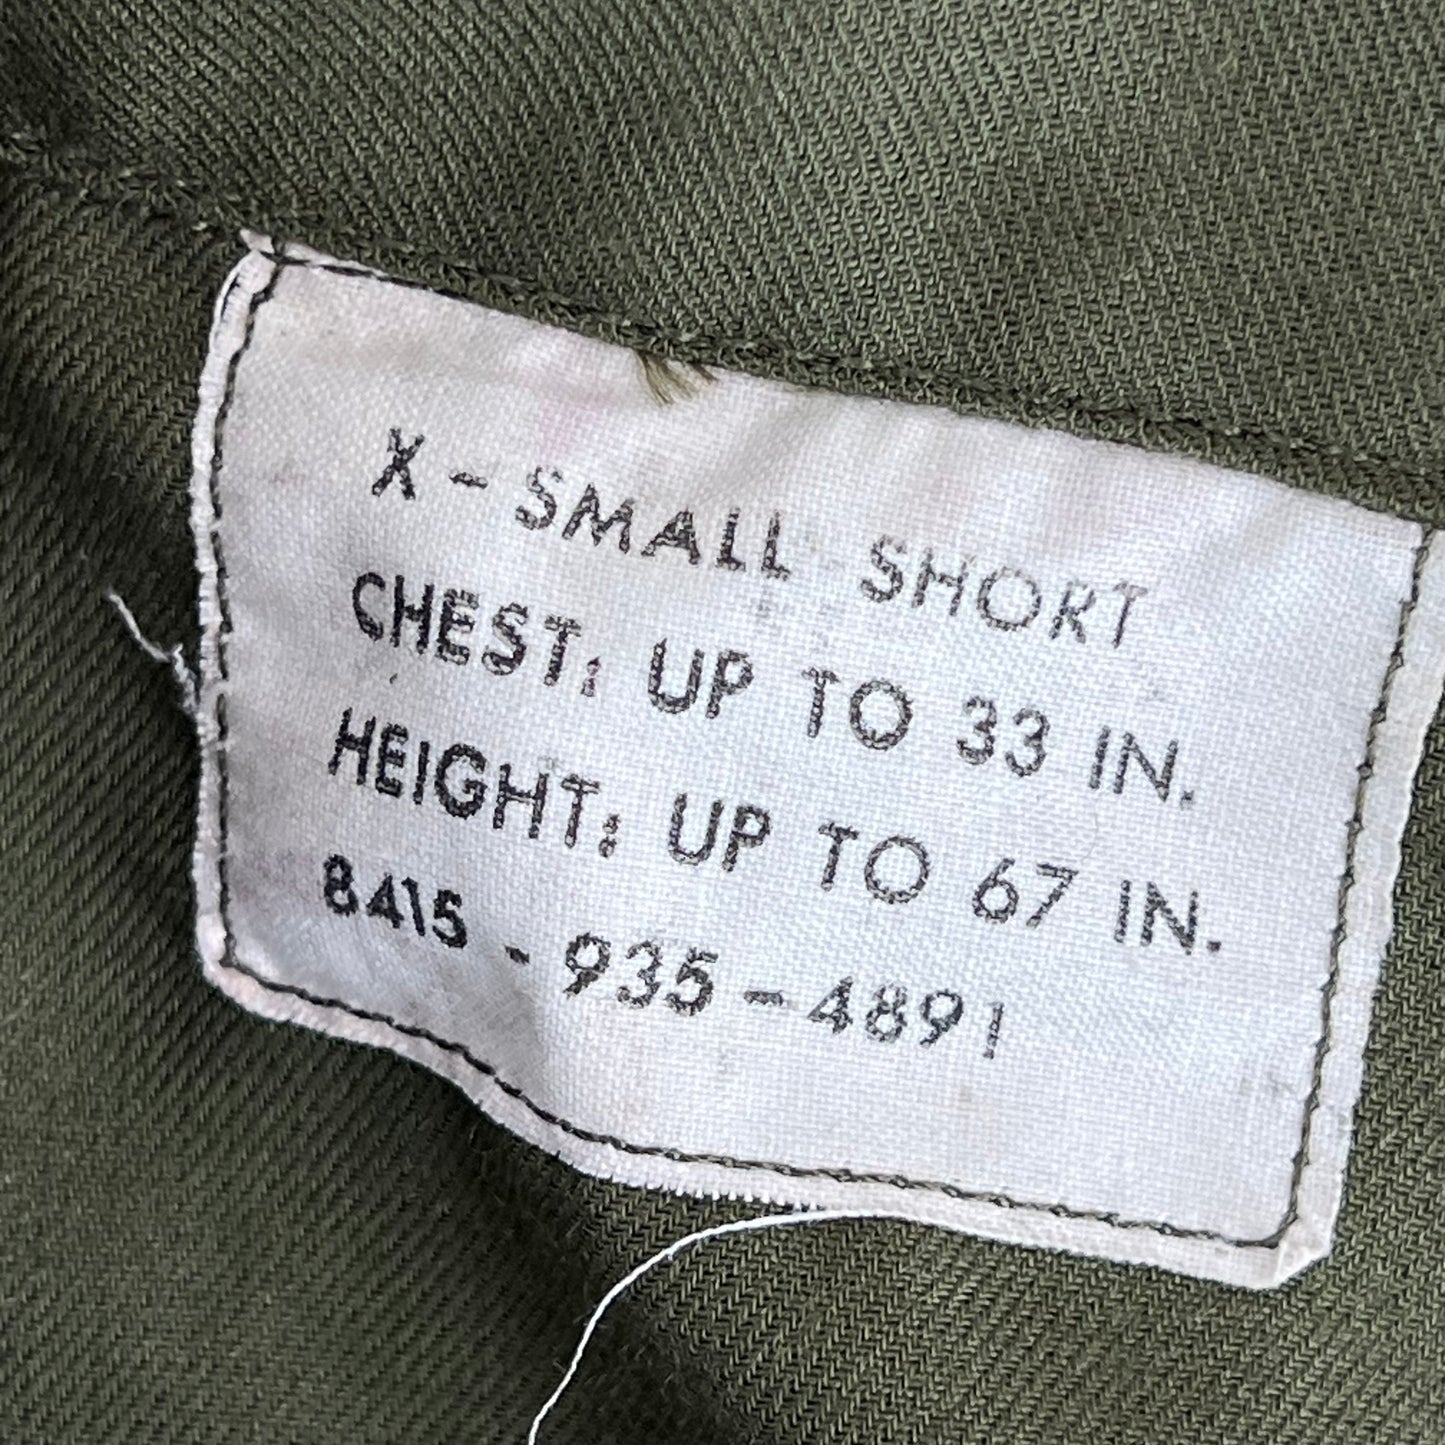 X - SMALL SHORT
CHEST: UP TO 33 IN.
HEIGHT: UP TO 67 IN.
8415 - 935 - 4891